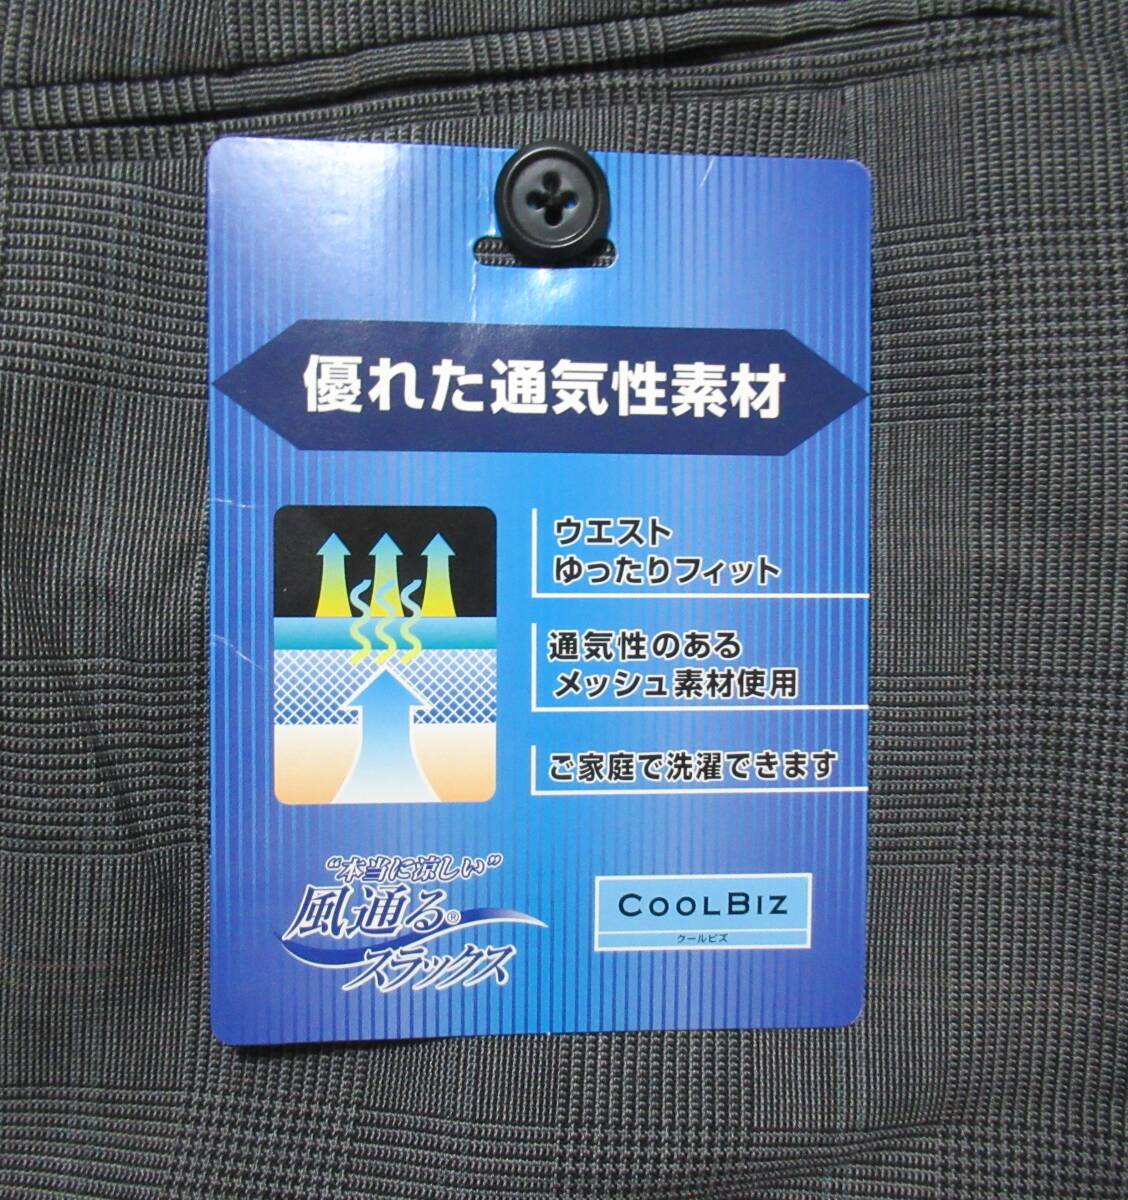 優れた通気性素材
ウエスト
ゆったりフィット
通気性のある
メッシュ素材使用
ご家庭で洗濯できます
“本当に涼しい”
風通る®
スラックス
COOLBIZ
クールビズ